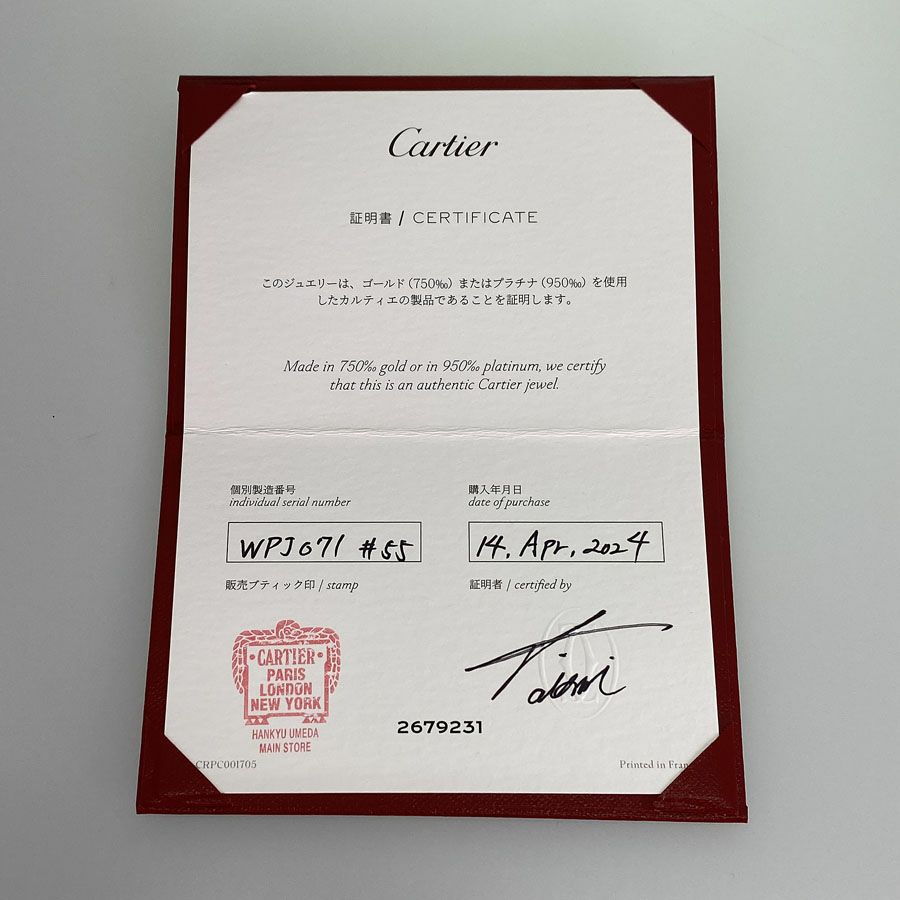 Cartier
証明書 / CERTIFICATE
このジュエリーは、ゴールド（750‰）またはプラチナ（950‰）を使用
したカルティエの製品であることを証明します。
Made in 750‰ gold or in 950‰ platinum, we certify
that this is an authentic Cartier jewel.
個別製造番号
individual serial number
WPJ071 #55
購入年月日
date of purchase
14, Apr, 2024
販売ブティック印 / stamp
証明者 / certified by
CARTIER
PARIS
LONDON
NEW YORK
HANKYU UMEDA
MAIN STORE
2679231
CRPC001705
Printed in Fran